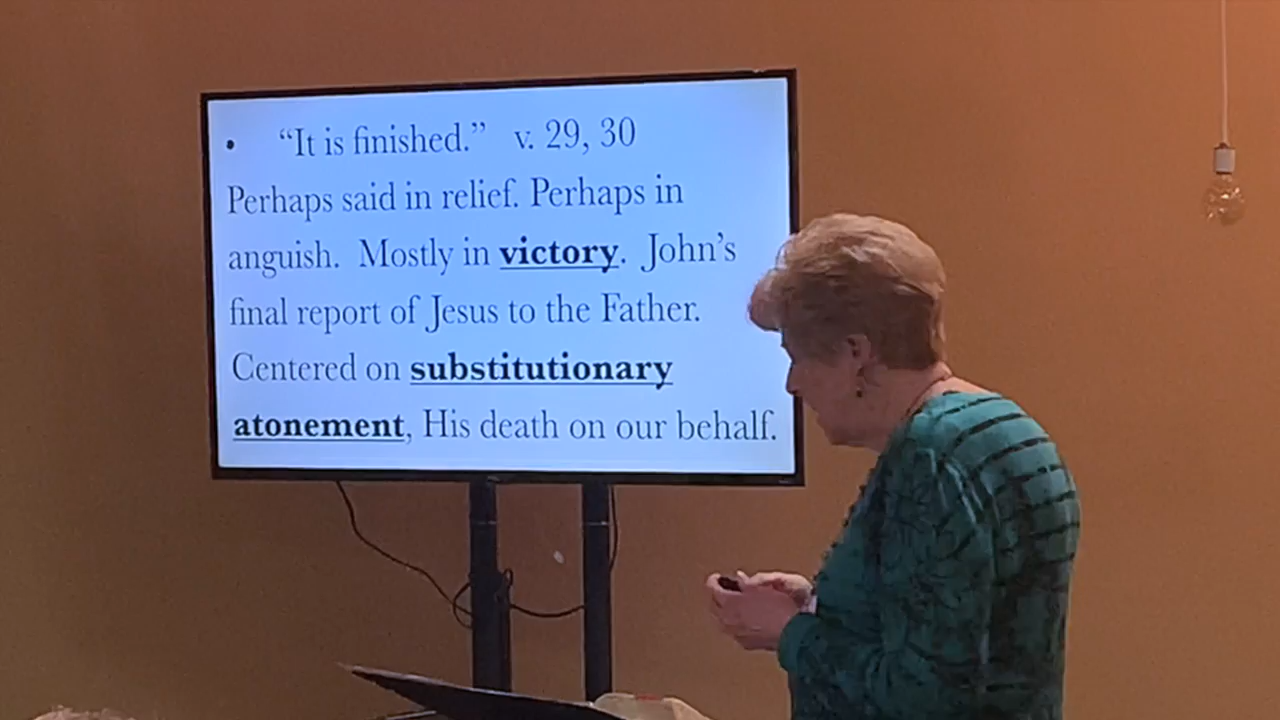 • “It is finished.” v. 29, 30
Perhaps said in relief. Perhaps in
anguish. Mostly in victory. John’s
final report of Jesus to the Father.
Centered on substitutionary
atonement, His death on our behalf.